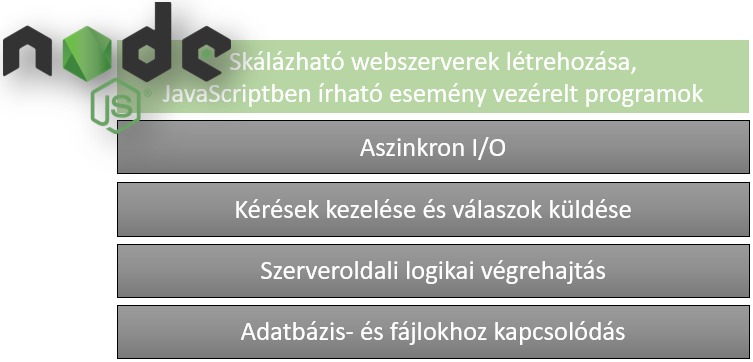 node
JS®
Skálázható webszerverek létrehozása,
JavaScriptben írható esemény vezérelt programok
Aszinkron I/O
Kérések kezelése és válaszok küldése
Szerveroldali logikai végrehajtás
Adatbázis- és fájlokhoz kapcsolódás